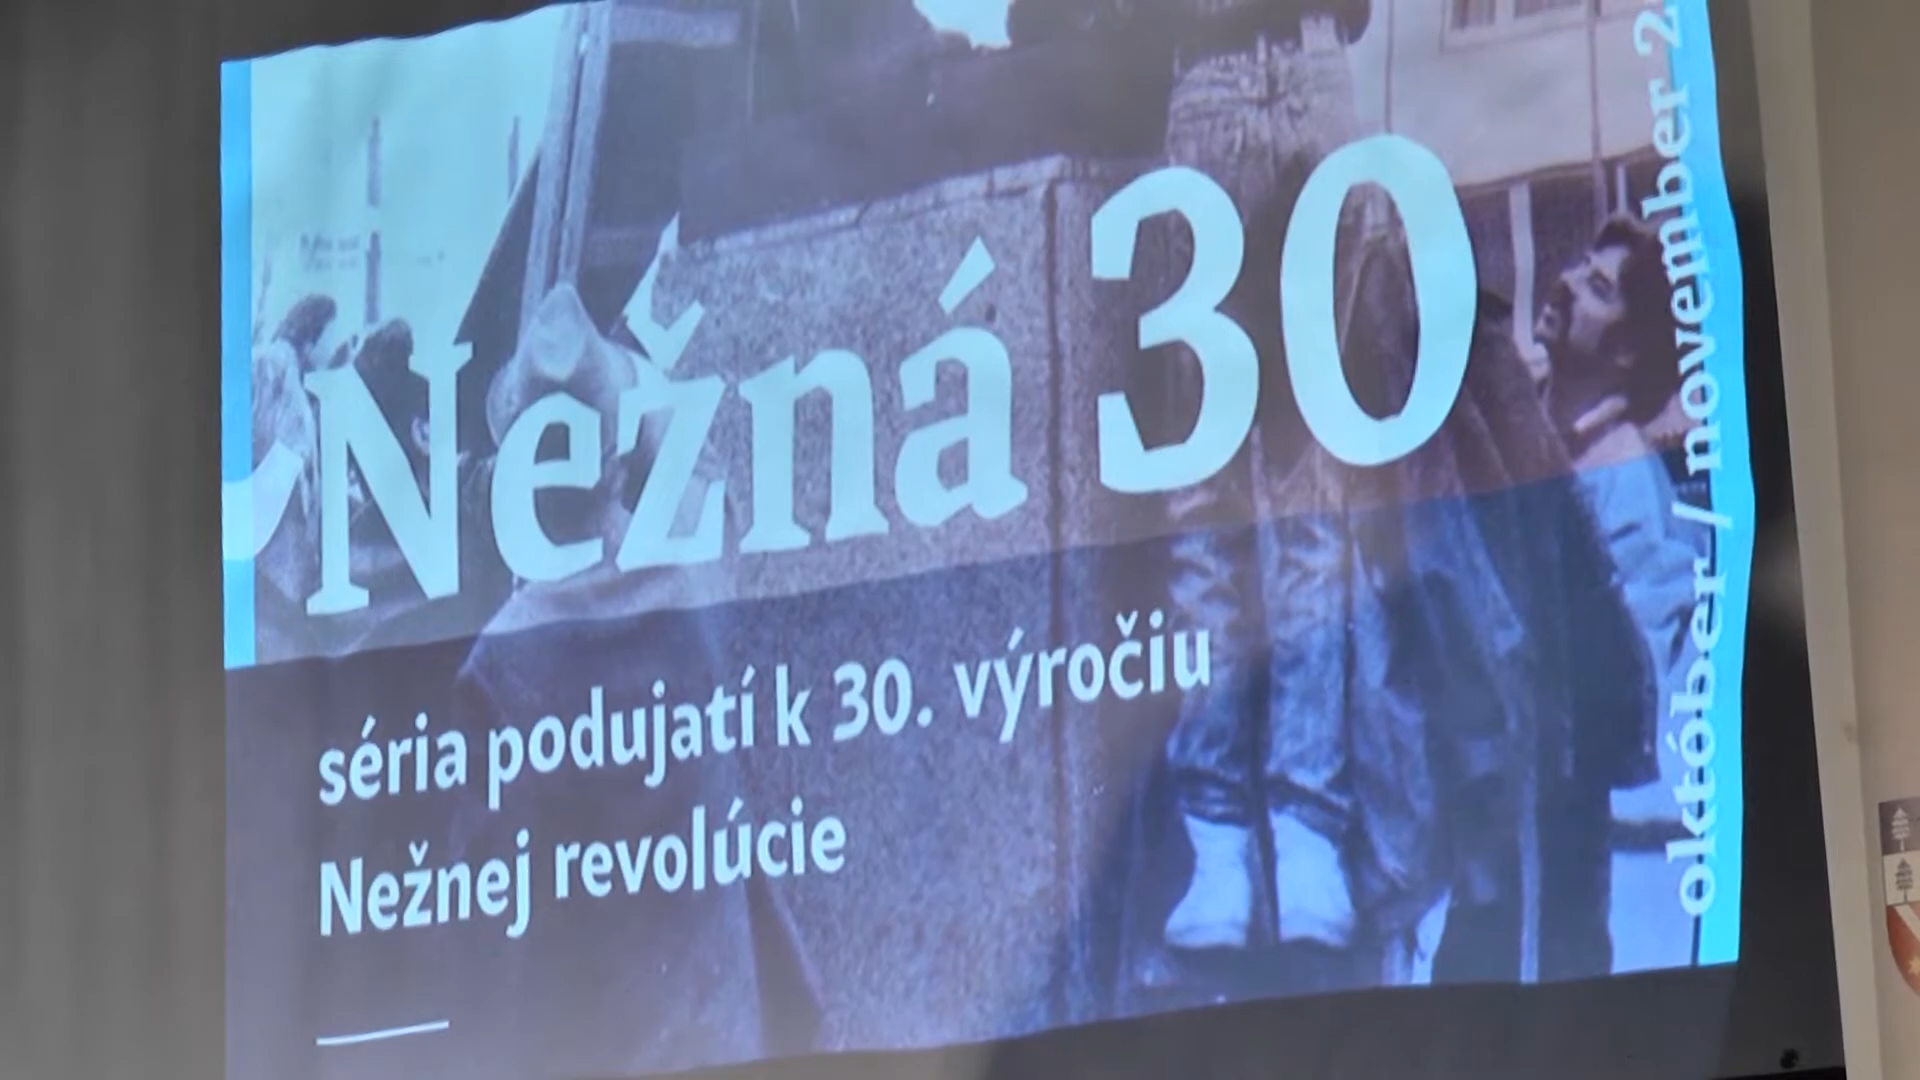 Nežná 30
séria podujatí k 30. výročiu
Nežnej revolúcie
október / november